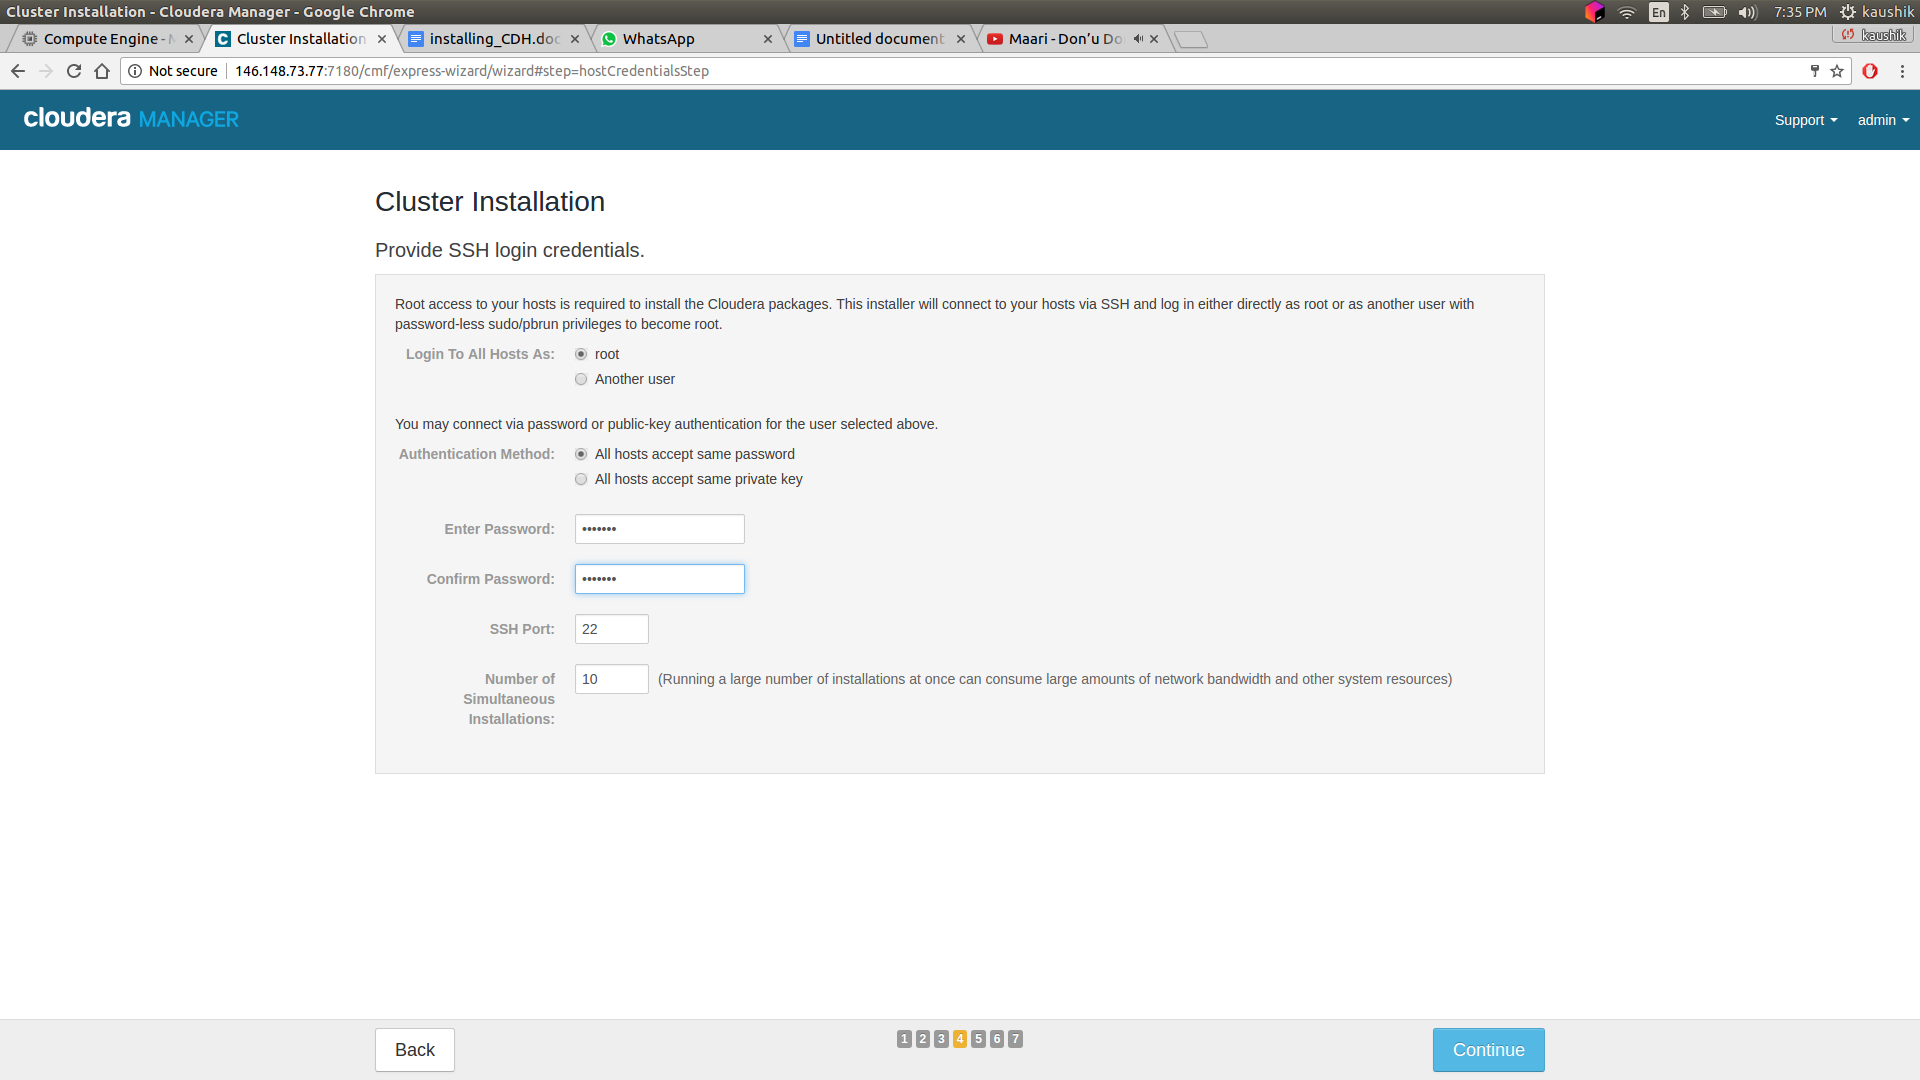 Cluster Installation - Cloudera Manager - Google Chrome
En
7:35 PM
kaushik
Compute Engine - M
Cluster Installation
installing_CDH.doc
WhatsApp
Untitled document
Maari - Don'u Do
kaushik
Not secure
146.148.73.77:7180/cmf/express-wizard/wizard#step=hostCredentialsStep
cloudera MANAGER
Support
admin
Cluster Installation
Provide SSH login credentials.
Root access to your hosts is required to install the Cloudera packages. This installer will connect to your hosts via SSH and log in either directly as root or as another user with
password-less sudo/pbrun privileges to become root.
Login To All Hosts As:
root
Another user
You may connect via password or public-key authentication for the user selected above.
Authentication Method:
All hosts accept same password
All hosts accept same private key
Enter Password:
•••••••
Confirm Password:
•••••••
SSH Port:
22
Number of
Simultaneous
Installations:
10
(Running a large number of installations at once can consume large amounts of network bandwidth and other system resources)
Back
1 2 3 4 5 6 7
Continue